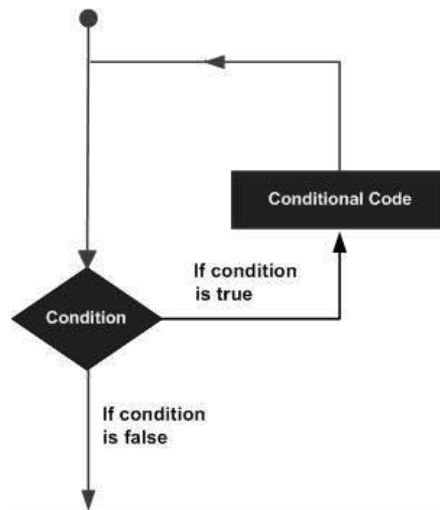 Conditional Code
If condition
is true
Condition
If condition
is false